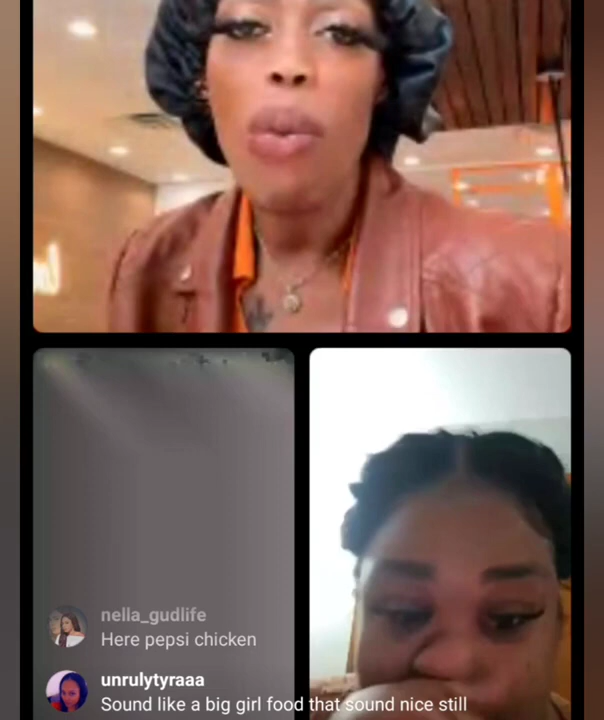 nella_gudlife
Here pepsi chicken
unrulytyraaa
Sound like a big girl food that sound nice still